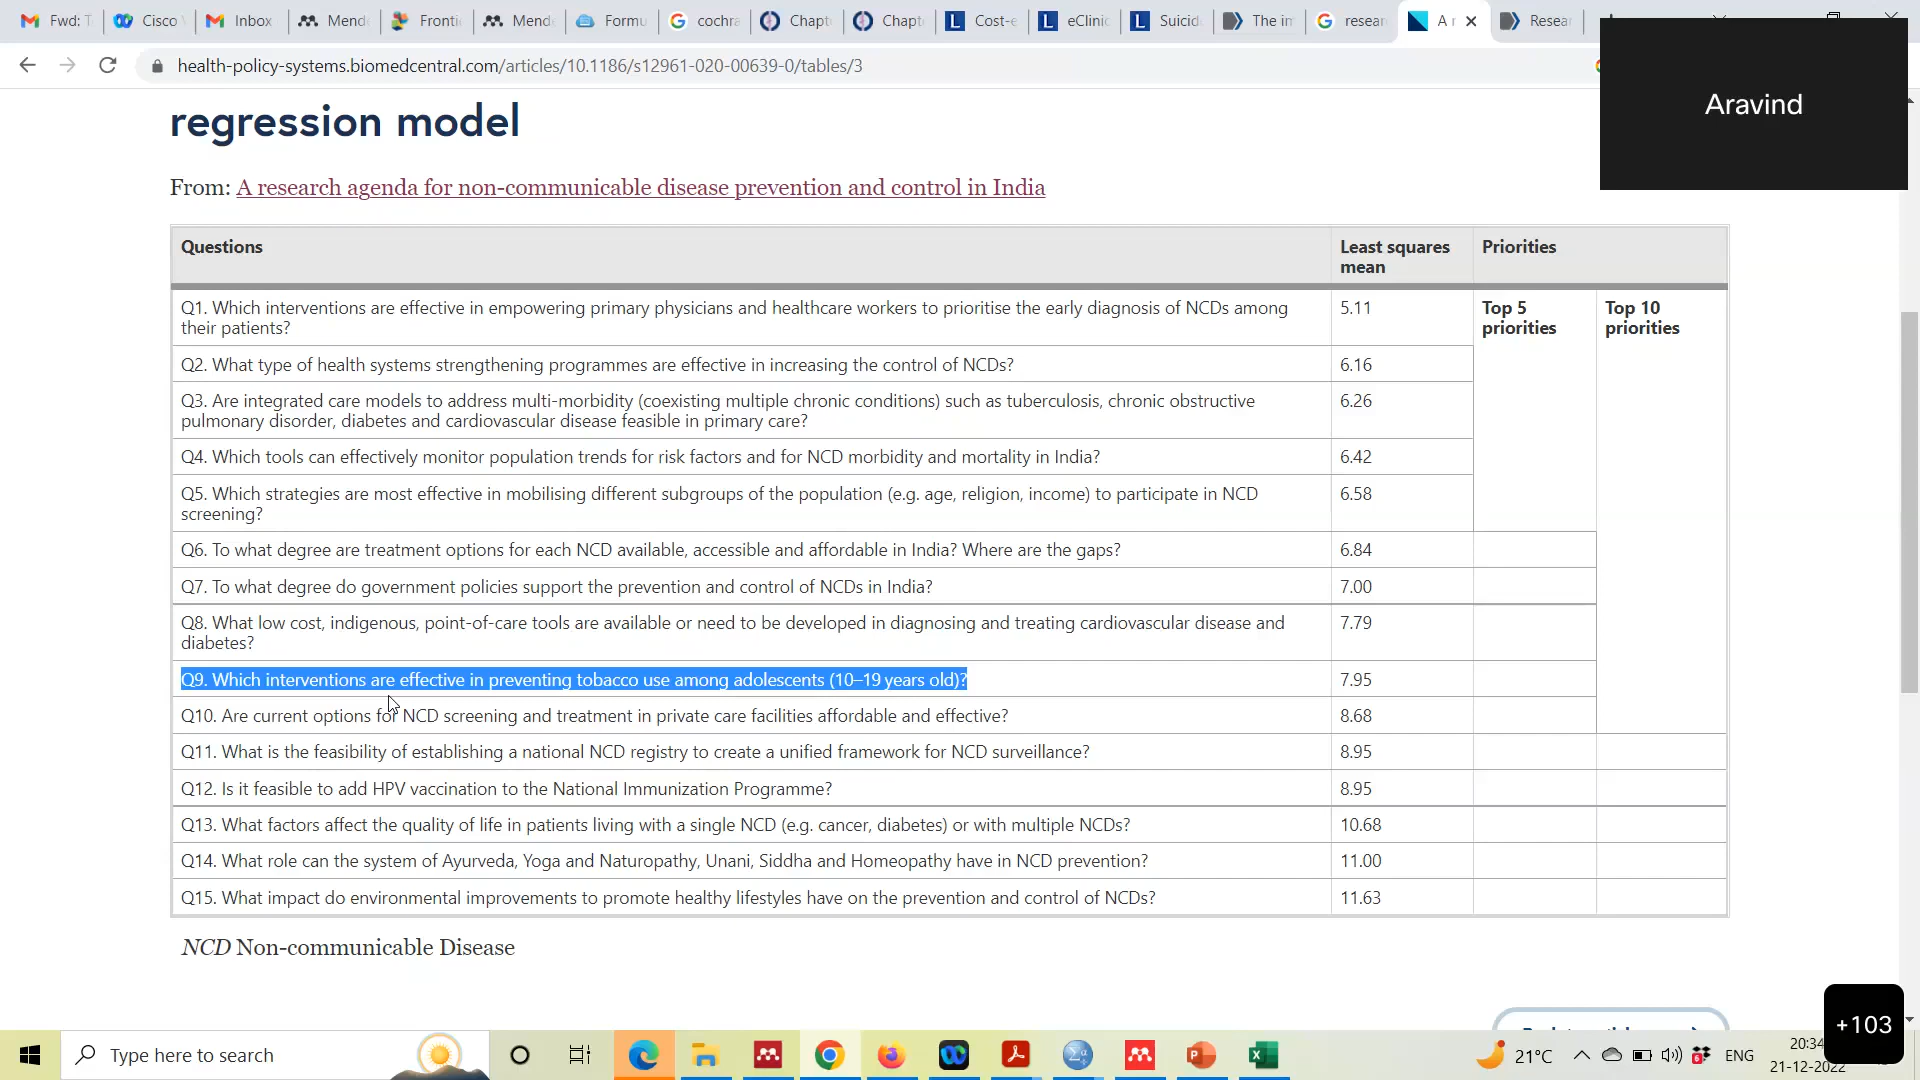 Fwd: T
Cisco
Inbox
Mend
Frontie
Mend
Formu
cochra
Chapt
Chapt
Cost-e
eClinic
Suicid
The im
resear
A r
Resear
health-policy-systems.biomedcentral.com/articles/10.1186/s12961-020-00639-0/tables/3
Aravind
regression model
From: A research agenda for non-communicable disease prevention and control in India
Questions
Least squares
mean
Priorities
Q1. Which interventions are effective in empowering primary physicians and healthcare workers to prioritise the early diagnosis of NCDs among
their patients?
5.11
Top 5
priorities
Top 10
priorities
Q2. What type of health systems strengthening programmes are effective in increasing the control of NCDs?
6.16
Q3. Are integrated care models to address multi-morbidity (coexisting multiple chronic conditions) such as tuberculosis, chronic obstructive
pulmonary disorder, diabetes and cardiovascular disease feasible in primary care?
6.26
Q4. Which tools can effectively monitor population trends for risk factors and for NCD morbidity and mortality in India?
6.42
Q5. Which strategies are most effective in mobilising different subgroups of the population (e.g. age, religion, income) to participate in NCD
screening?
6.58
Q6. To what degree are treatment options for each NCD available, accessible and affordable in India? Where are the gaps?
6.84
Q7. To what degree do government policies support the prevention and control of NCDs in India?
7.00
Q8. What low cost, indigenous, point-of-care tools are available or need to be developed in diagnosing and treating cardiovascular disease and
diabetes?
7.79
Q9. Which interventions are effective in preventing tobacco use among adolescents (10–19 years old)?
7.95
Q10. Are current options for NCD screening and treatment in private care facilities affordable and effective?
8.68
Q11. What is the feasibility of establishing a national NCD registry to create a unified framework for NCD surveillance?
8.95
Q12. Is it feasible to add HPV vaccination to the National Immunization Programme?
8.95
Q13. What factors affect the quality of life in patients living with a single NCD (e.g. cancer, diabetes) or with multiple NCDs?
10.68
Q14. What role can the system of Ayurveda, Yoga and Naturopathy, Unani, Siddha and Homeopathy have in NCD prevention?
11.00
Q15. What impact do environmental improvements to promote healthy lifestyles have on the prevention and control of NCDs?
11.63
NCD Non-communicable Disease
+103
Type here to search
21°C
ENG
20:34
21-12-2022